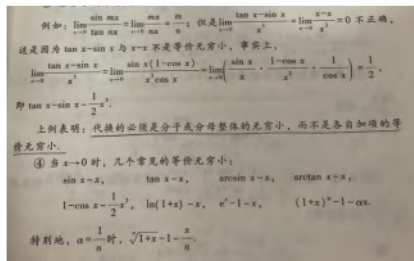 例如: lim_{x→0} sin mx / tan nx = lim_{x→0} mx / nx = m / n ; 但是 lim_{x→0} (tan x−sin x) / x³ = lim_{x→0} (x−x) / x³ = 0 不正确,
这是因为 tan x−sin x 与 x−x 不是等价无穷小, 事实上,
lim_{x→0} (tan x−sin x) / x³ = lim_{x→0} sin x(1−cos x) / (x³ cos x) = lim_{x→0} ( sin x / x · (1−cos x) / x² · 1 / cos x ) = 1/2 ,
即 tan x−sin x~1/2 x³.
上例表明: 代换的必须是分子或分母整体的无穷小, 而不是各自加项的等
价无穷小.
④ 当 x→0 时, 几个常见的等价无穷小:
sin x~x, tan x~x, arcsin x~x, arctan x~x,
1−cos x~1/2 x², ln(1+x)~x, eˣ−1~x, (1+x)^α−1~αx.
特别地, α=1/n 时, ⁿ√(1+x)−1~x/n.